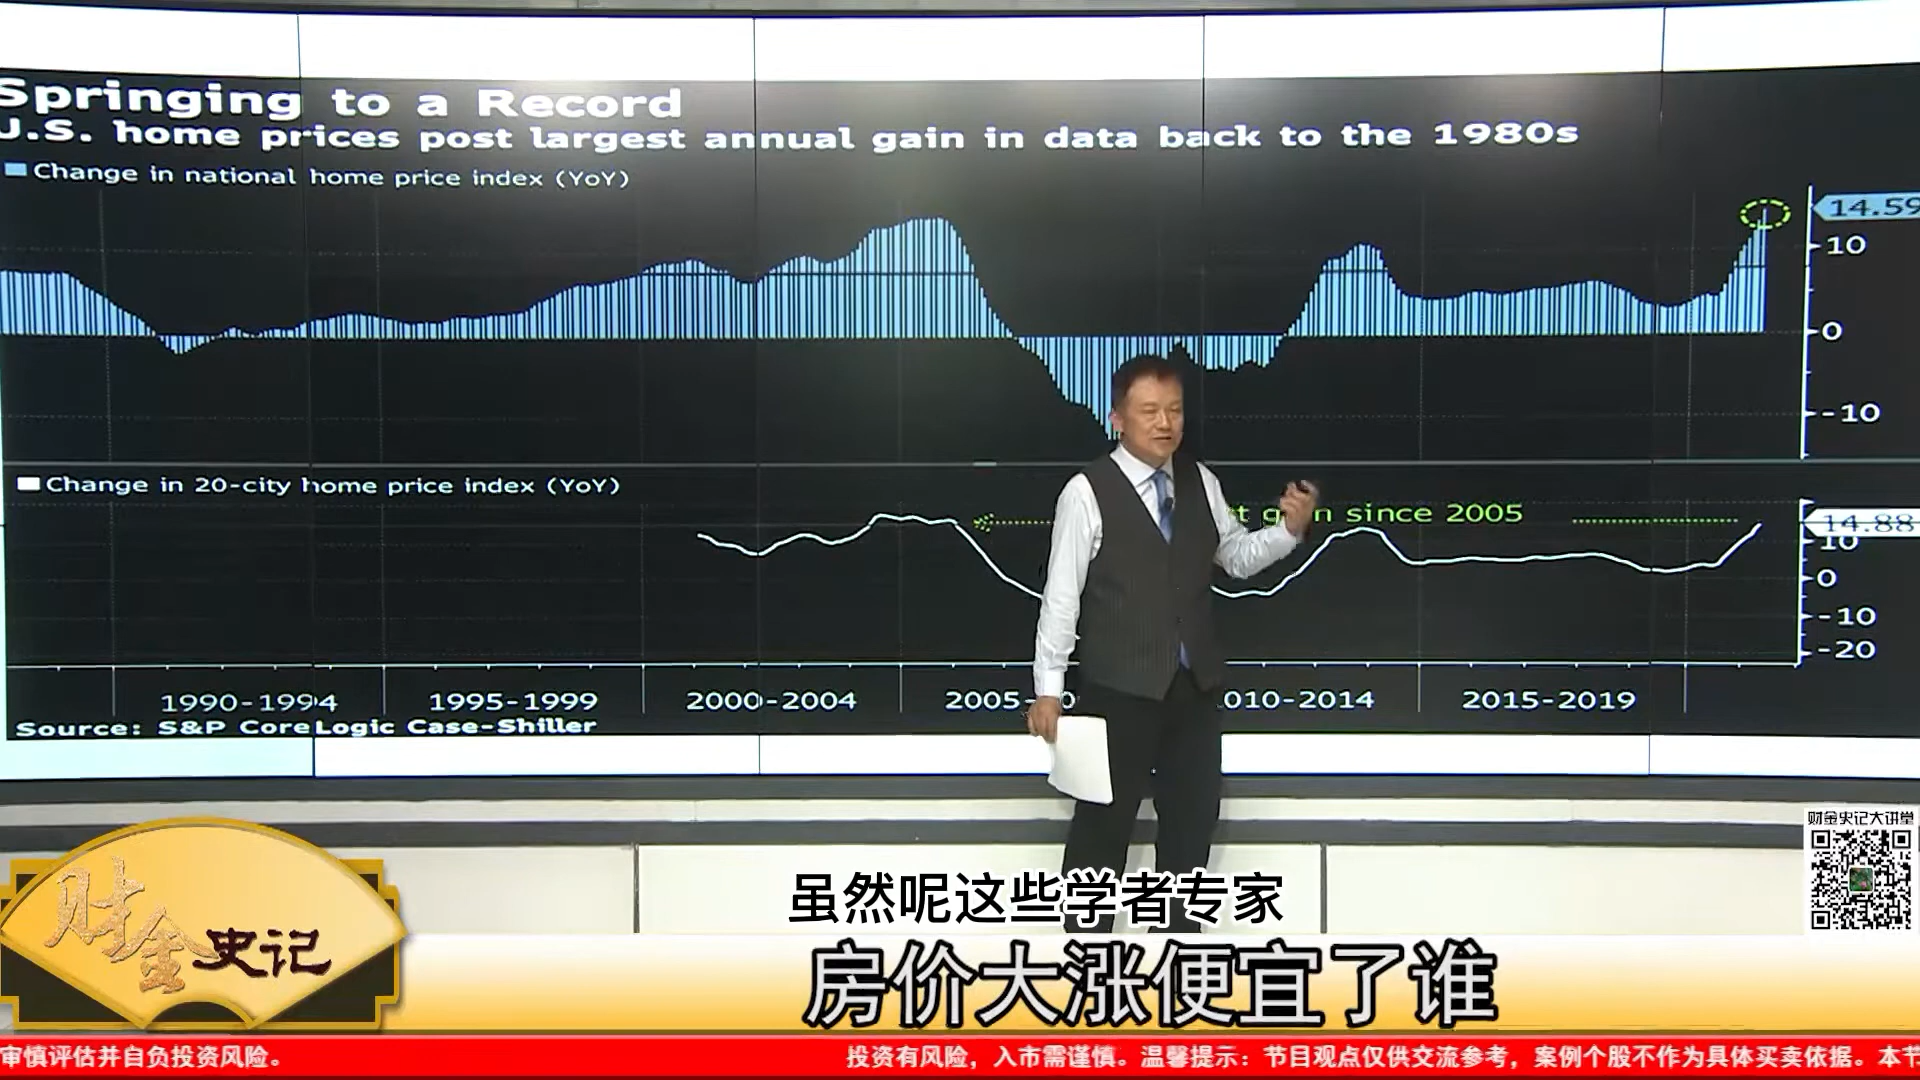 Springing to a Record
U.S. home prices post largest annual gain in data back to the 1980s
Change in national home price index (YoY)
14.59
10
0
-10
Change in 20-city home price index (YoY)
gain since 2005
14.88
10
0
-10
-20
1990-1994
1995-1999
2000-2004
2005-
010-2014
2015-2019
Source: S&P CoreLogic Case-Shiller
财金史记大讲堂
财金史记
虽然呢这些学者专家
房价大涨便宜了谁
审慎评估并自负投资风险。
投资有风险，入市需谨慎。温馨提示：节目观点仅供交流参考，案例个股不作为具体买卖依据。本节